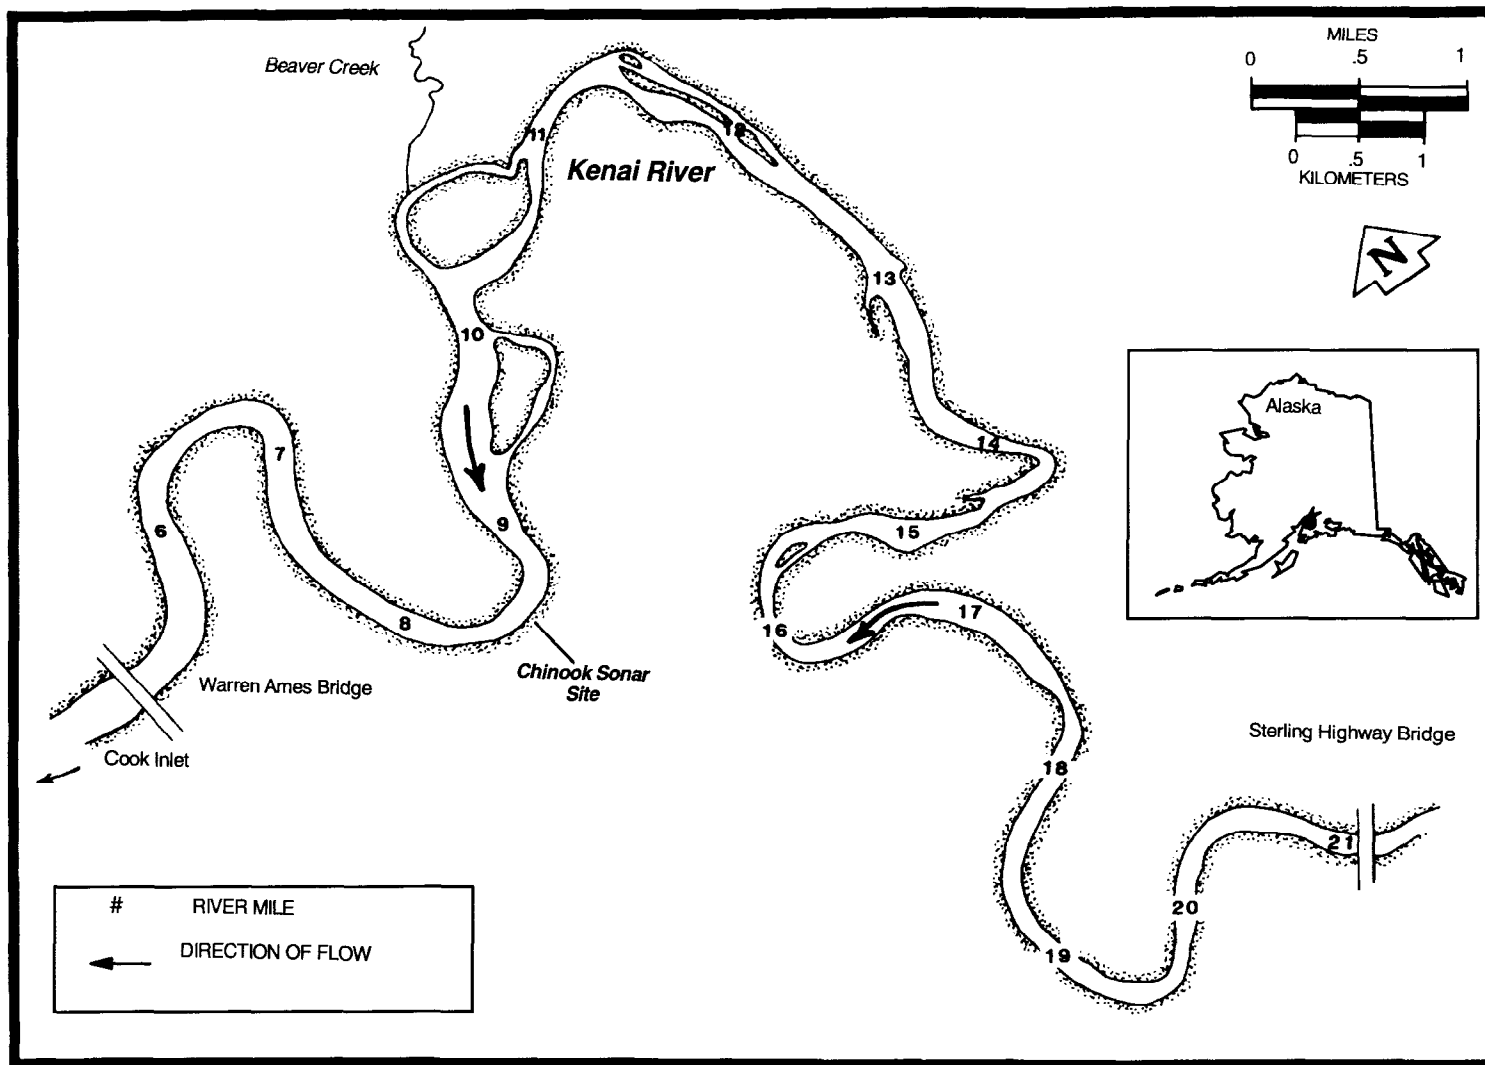 MILES
0 .5 1
0 .5 1
KILOMETERS
N
Beaver Creek
Kenai River
11
12
13
10
14
7
9
15
6
8
16
17
Chinook Sonar
Site
Warren Ames Bridge
Cook Inlet
Alaska
18
Sterling Highway Bridge
21
20
19
# RIVER MILE
DIRECTION OF FLOW